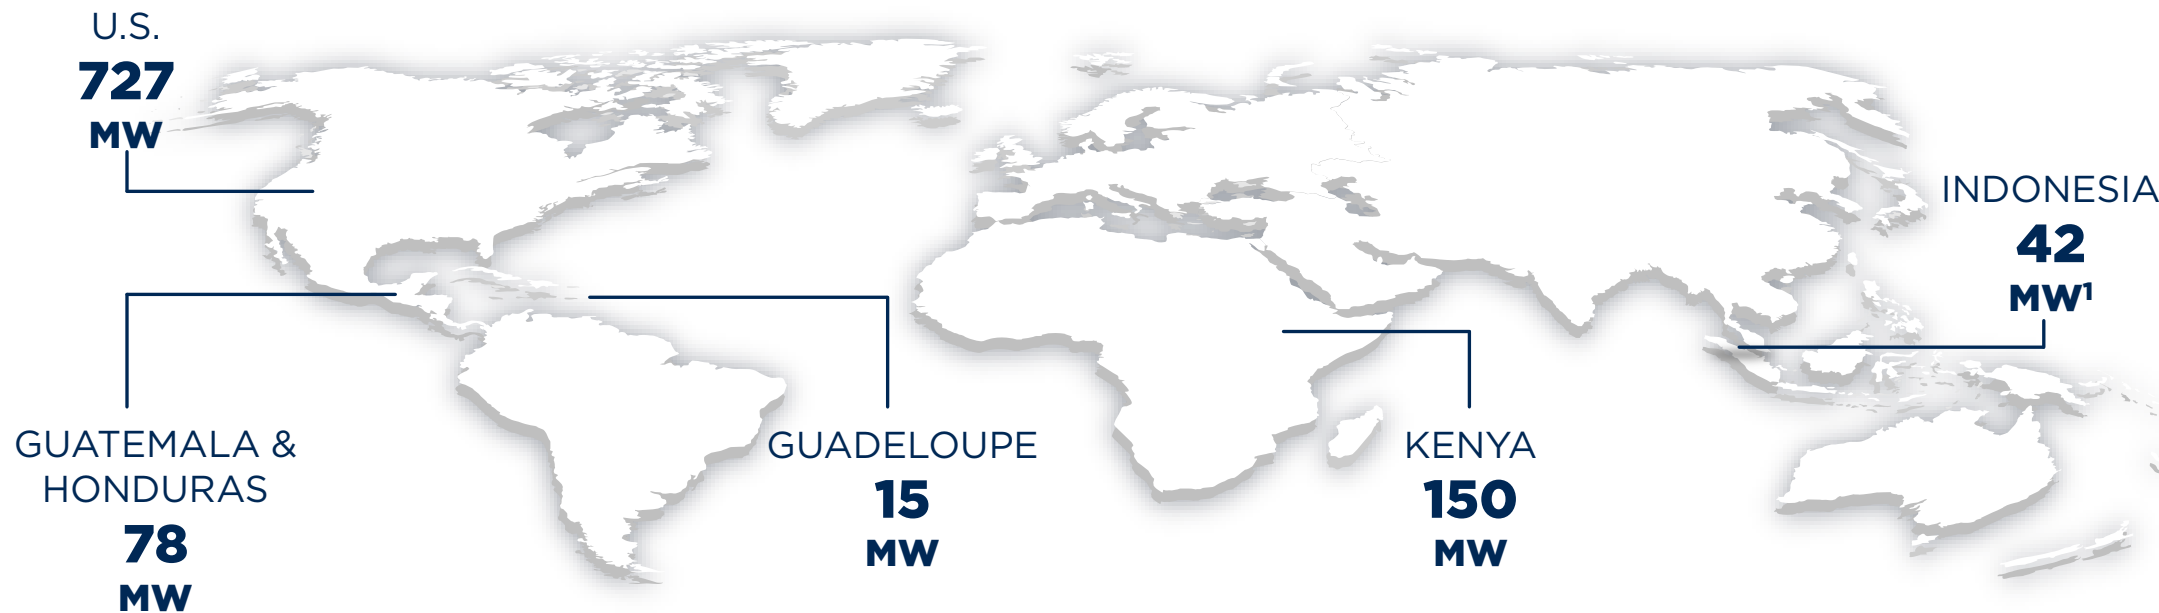 U.S.
727
MW
INDONESIA
42
MW¹
GUATEMALA &
HONDURAS
78
MW
GUADELOUPE
15
MW
KENYA
150
MW